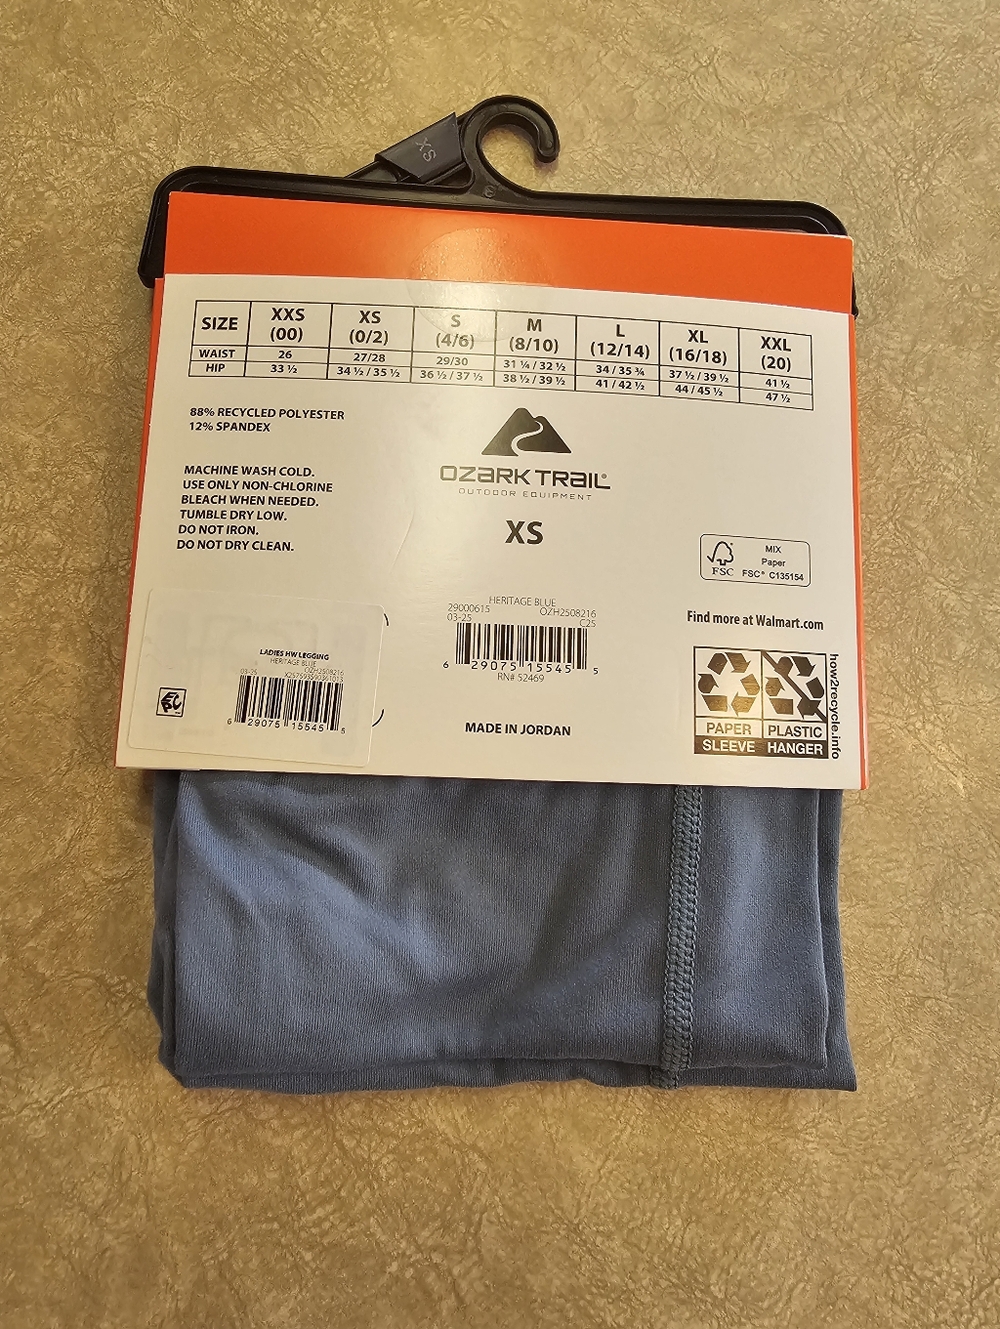 XS
SIZE XXS (00) XS (0/2) S (4/6) M (8/10) L (12/14) XL (16/18) XXL (20)
WAIST 26 27/28 29/30 31 ¼ / 32 ½ 34 / 35 ¾ 37 ½ / 39 ½ 41 ½
HIP 33 ½ 34 ½ / 35 ½ 36 ½ / 37 ½ 38 ½ / 39 ½ 41 / 42 ½ 44 / 45 ½ 47 ½
88% RECYCLED POLYESTER
12% SPANDEX
MACHINE WASH COLD.
USE ONLY NON-CHLORINE
BLEACH WHEN NEEDED.
TUMBLE DRY LOW.
DO NOT IRON.
DO NOT DRY CLEAN.
OZARK TRAIL®
OUTDOOR EQUIPMENT
XS
FSC
MIX
Paper
FSC® C135154
HERITAGE BLUE
29000615 OZH2508216
03-25 C25
6 29075 15545 5
RN# 52469
MADE IN JORDAN
Find more at Walmart.com
PAPER PLASTIC
SLEEVE HANGER
how2recycle.info
LADIES HW LEGGING
HERITAGE BLUE
03-25 OZH2508216
6 29075 15545 5
EPC